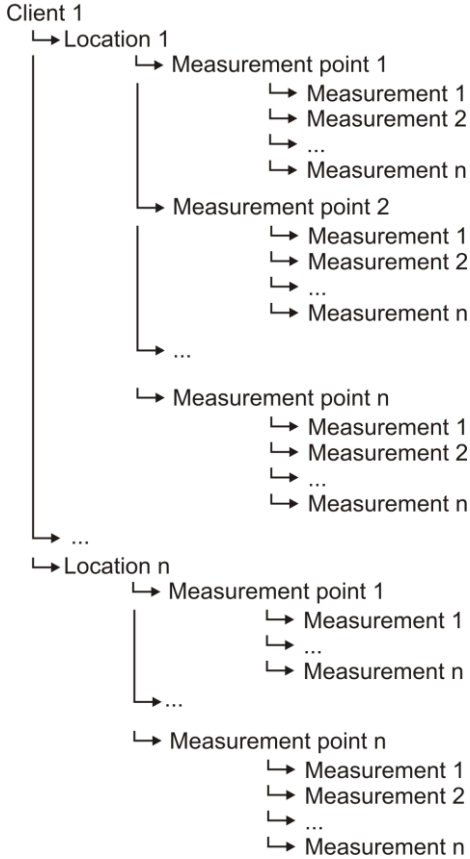 Client 1
Location 1
Measurement point 1
Measurement 1
Measurement 2
...
Measurement n
Measurement point 2
Measurement 1
Measurement 2
...
Measurement n
...
Measurement point n
Measurement 1
Measurement 2
...
Measurement n
...
Location n
Measurement point 1
Measurement 1
...
Measurement n
...
Measurement point n
Measurement 1
Measurement 2
...
Measurement n